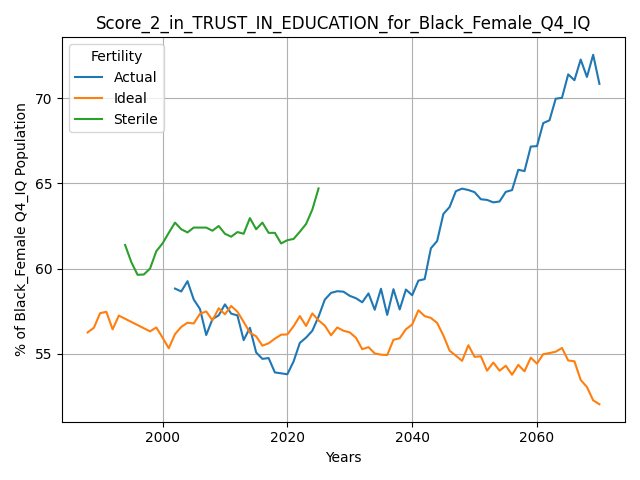 Score_2_in_TRUST_IN_EDUCATION_for_Black_Female_Q4_IQ
Fertility
Actual
Ideal
Sterile
% of Black_Female Q4_IQ Population
70
65
60
55
2000
2020
2040
2060
Years